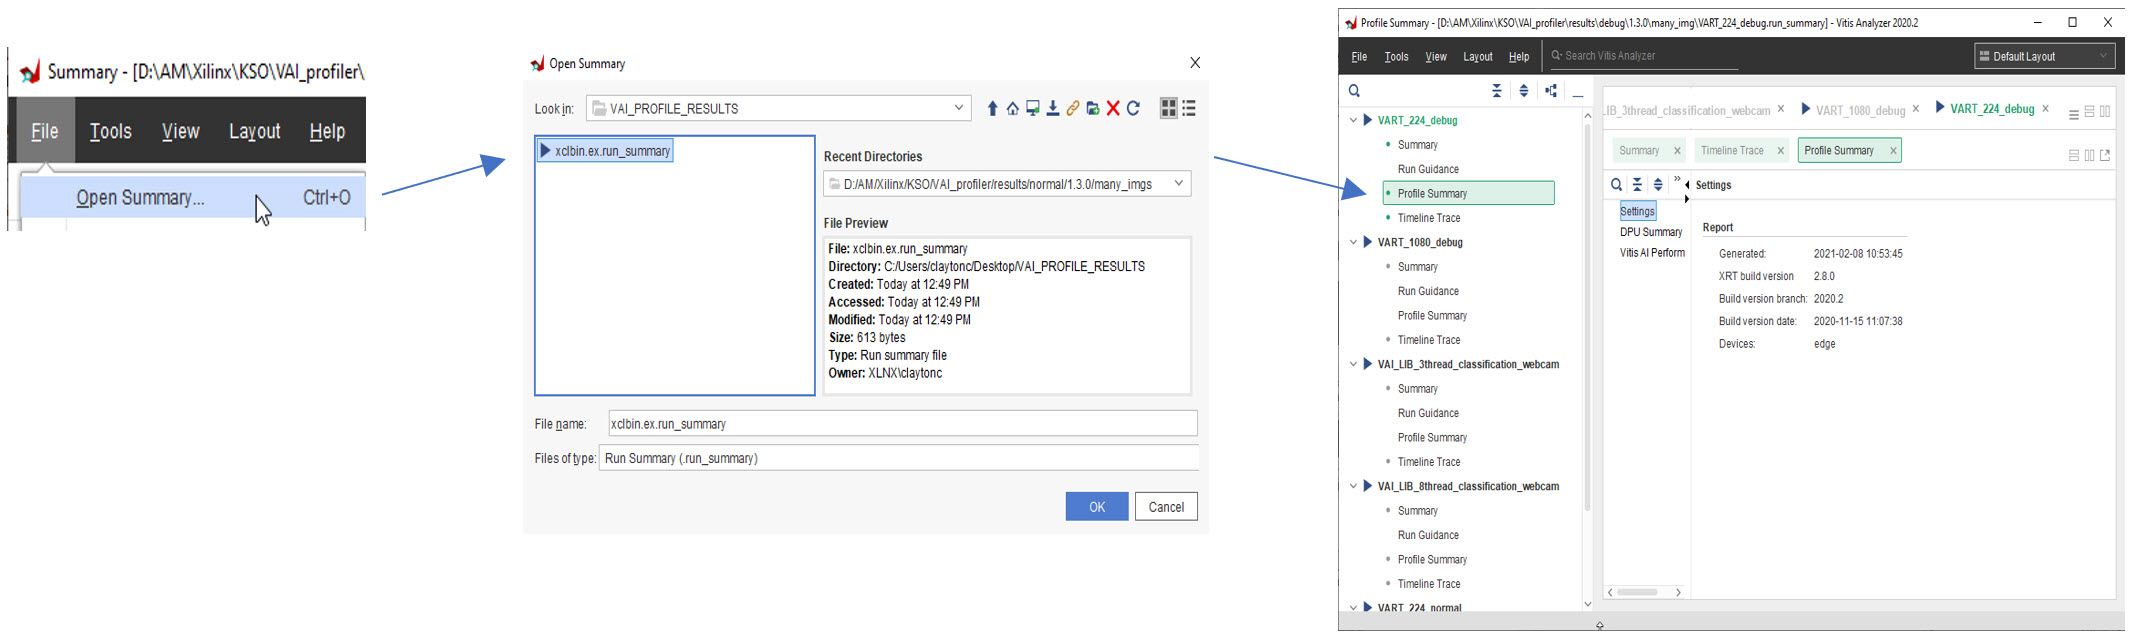 Summary - [D:\AM\Xilinx\KSO\VAI_profiler\
File Tools View Layout Help
Open Summary... Ctrl+O
Open Summary
Look in: VAI_PROFILE_RESULTS
xclbin.ex.run_summary
Recent Directories
D:/AM/Xilinx/KSO/VAI_profiler/results/normal/1.3.0/many_imgs
File Preview
File: xclbin.ex.run_summary
Directory: C:/Users/claytonc/Desktop/VAI_PROFILE_RESULTS
Created: Today at 12:49 PM
Accessed: Today at 12:49 PM
Modified: Today at 12:49 PM
Size: 613 bytes
Type: Run summary file
Owner: XLNX\claytonc
File name: xclbin.ex.run_summary
Files of type: Run Summary (.run_summary)
OK Cancel
Profile Summary - [D:\AM\Xilinx\KSO\VAI_profiler\results\debug\1.3.0\many_img\VART_224_debug.run_summary] - Vitis Analyzer 2020.2
File Tools View Layout Help Search Vitis Analyzer Default Layout
VART_224_debug
Summary
Run Guidance
Profile Summary
Timeline Trace
VART_1080_debug
Summary
Run Guidance
Profile Summary
Timeline Trace
VAI_LIB_3thread_classification_webcam
Summary
Run Guidance
Profile Summary
Timeline Trace
VAI_LIB_8thread_classification_webcam
Summary
Run Guidance
Profile Summary
Timeline Trace
VART_224_normal
LIB_3thread_classification_webcam VART_1080_debug VART_224_debug
Summary Timeline Trace Profile Summary
Settings
Settings
DPU Summary
Vitis AI Perform
Report
Generated: 2021-02-08 10:53:45
XRT build version 2.8.0
Build version branch: 2020.2
Build version date: 2020-11-15 11:07:38
Devices: edge